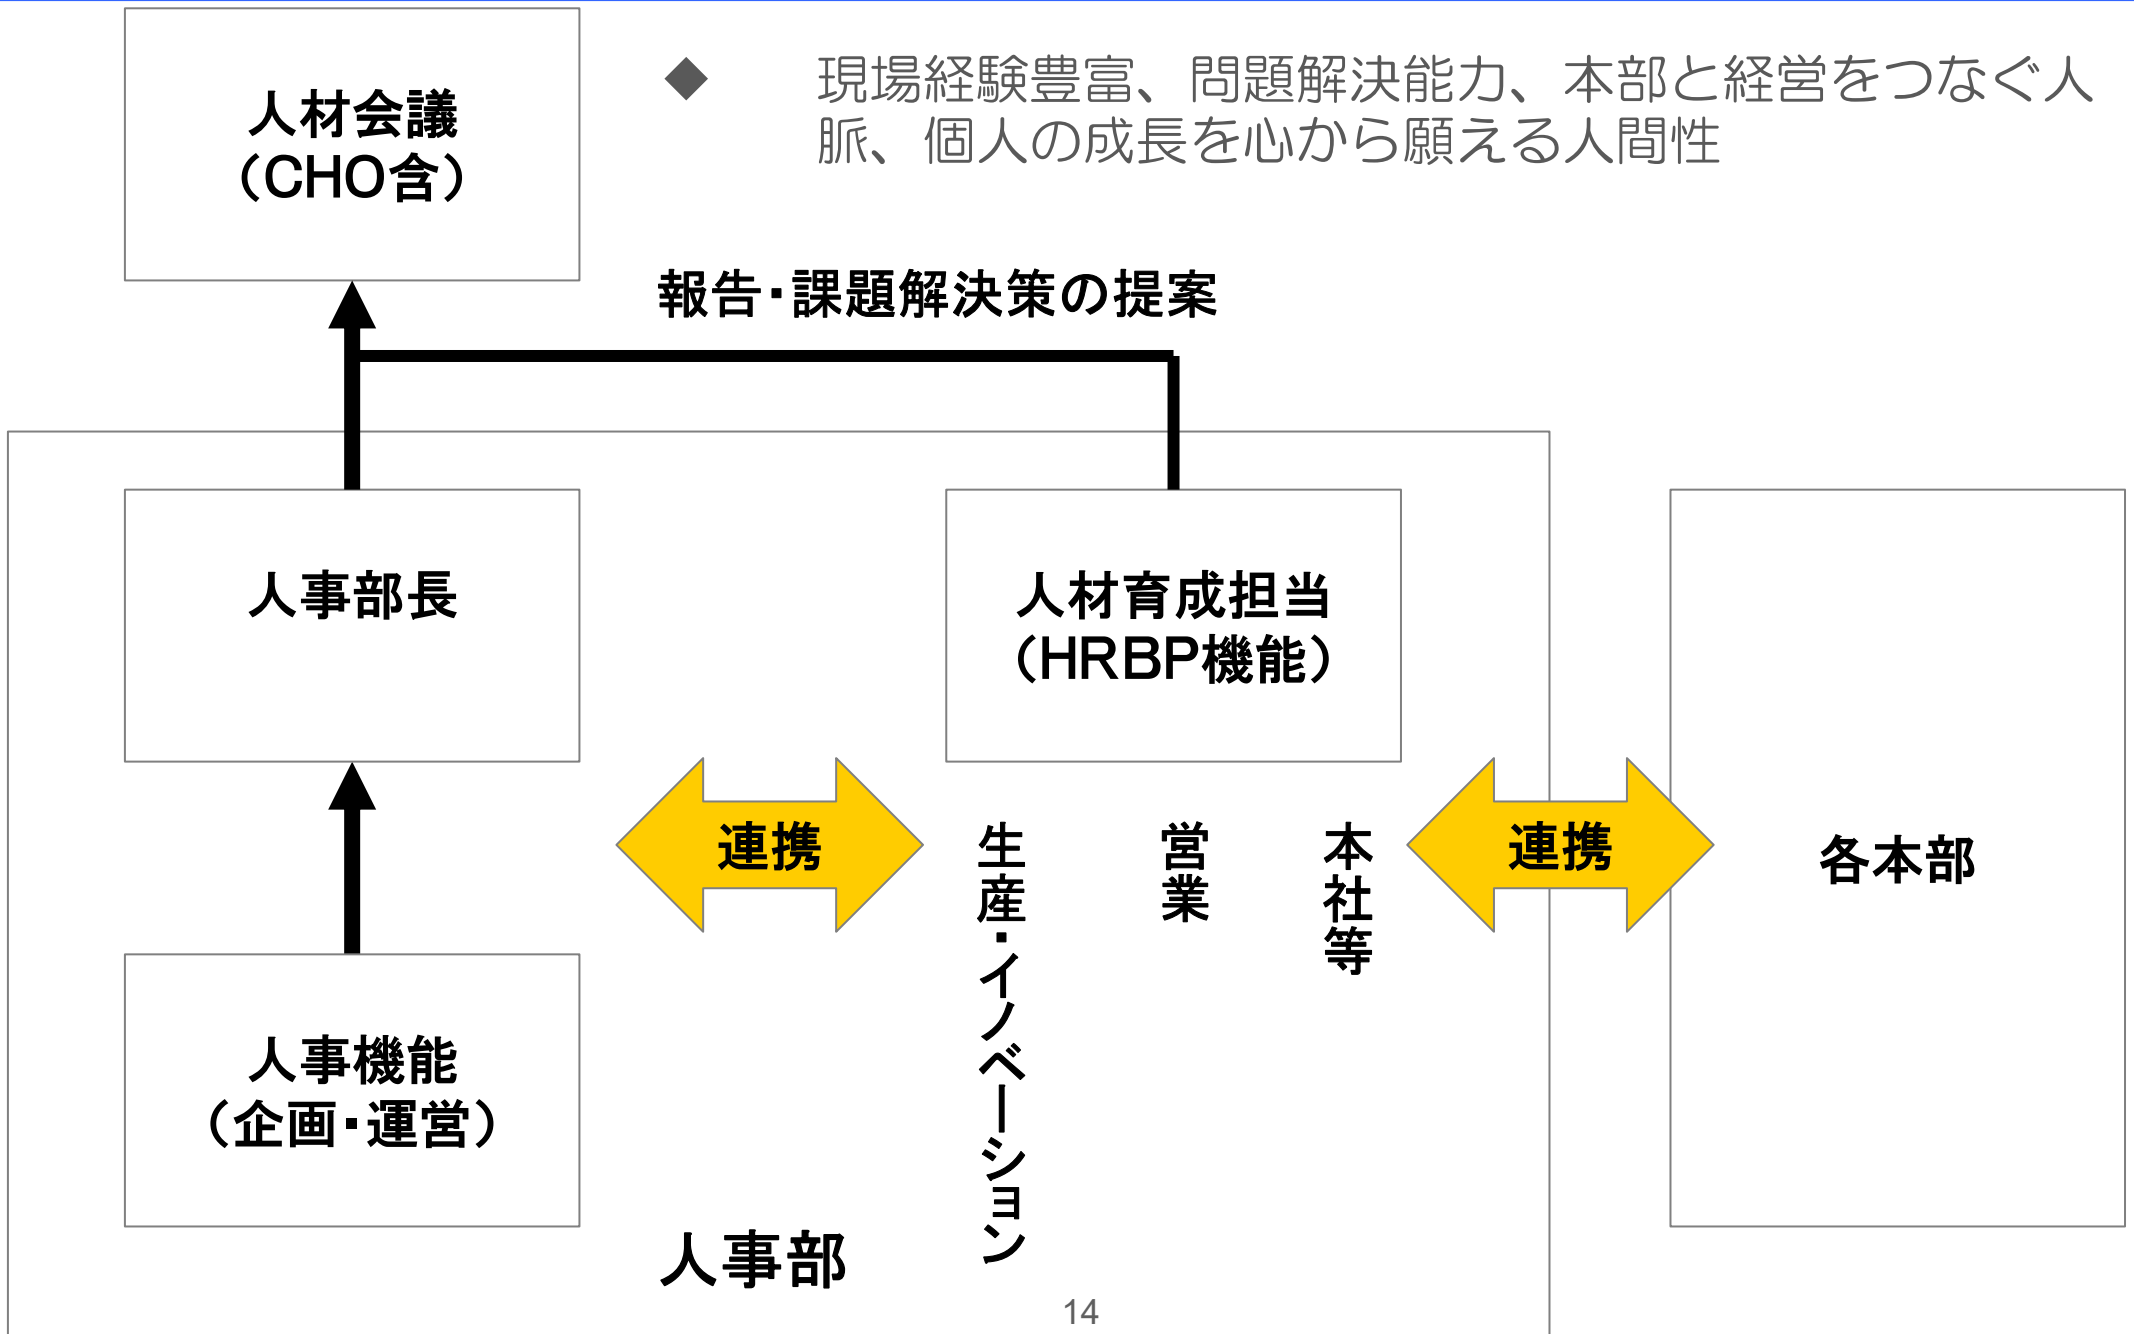 人材会議
（CHO含）
◆ 現場経験豊富、問題解決能力、本部と経営をつなぐ人
脈、個人の成長を心から願える人間性
報告・課題解決策の提案
人事部長
人材育成担当
（HRBP機能）
連携
生産・イノベーション
営業
本社等
連携
各本部
人事機能
（企画・運営）
人事部
14